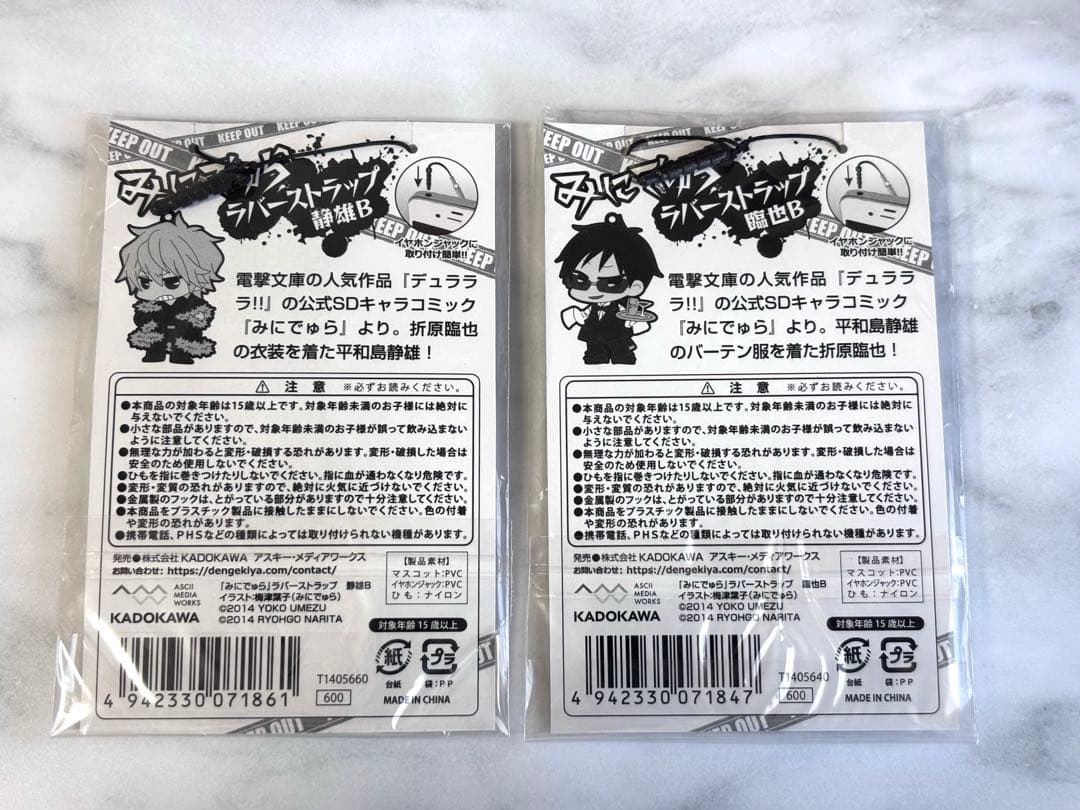 KEEP OUT
KEEP OUT
KEEP OUT
みにでゅら
ラバーストラップ
静雄B
イヤホンジャックに
取り付け簡単!!
KEEP
電撃文庫の人気作品『デュララ
ラ!!』の公式SDキャラコミック
『みにでゅら』より。折原臨也
の衣装を着た平和島静雄！
⚠ 注 意 ※必ずお読みください。
●本商品の対象年齢は15歳以上です。対象年齢未満のお子様には絶対に
与えないでください。
●小さな部品がありますので、対象年齢未満のお子様が誤って飲み込まない
ように注意してください。
●無理な力が加わると変形・破損する恐れがあります。変形・破損した場合は
安全のため使用しないでください。
●ひもを指に巻きつけたりしないでください。指に血が通わなくなり危険です。
●変形・変質の恐れがありますので、絶対に火気に近づけないでください。
●金属製のフックは、とがっている部分がありますので十分注意してください。
●本商品をプラスチック製品に接触したままにしないでください。色の付着
や変形の恐れがあります。
●携帯電話、PHSなどの種類によっては取り付けられない機種があります。
発売●株式会社 KADOKAWA アスキー・メディアワークス
お問い合わせ: https://dengekiya.com/contact/
【製品素材】
マスコット:PVC
イヤホンジャック:PVC
ひも:ナイロン
ASCII
MEDIA
WORKS
KADOKAWA
「みにでゅら」ラバーストラップ 静雄B
イラスト:梅津葉子(みにでゅら)
©2014 YOKO UMEZU
©2014 RYOHGO NARITA
対象年齢15歳以上
紙
台紙
プラ
袋:PP
4 942330 071861
T1405660
600
MADE IN CHINA
KEEP OUT
KEEP OUT
KEEP OUT
みにでゅら
ラバーストラップ
臨也B
イヤホンジャックに
取り付け簡単!!
KEEP
電撃文庫の人気作品『デュララ
ラ!!』の公式SDキャラコミック
『みにでゅら』より。平和島静雄
のバーテン服を着た折原臨也！
⚠ 注 意 ※必ずお読みください。
●本商品の対象年齢は15歳以上です。対象年齢未満のお子様には絶対に
与えないでください。
●小さな部品がありますので、対象年齢未満のお子様が誤って飲み込まない
ように注意してください。
●無理な力が加わると変形・破損する恐れがあります。変形・破損した場合は
安全のため使用しないでください。
●ひもを指に巻きつけたりしないでください。指に血が通わなくなり危険です。
●変形・変質の恐れがありますので、絶対に火気に近づけないでください。
●金属製のフックは、とがっている部分がありますので十分注意してください。
●本商品をプラスチック製品に接触したままにしないでください。色の付着
や変形の恐れがあります。
●携帯電話、PHSなどの種類によっては取り付けられない機種があります。
発売●株式会社 KADOKAWA アスキー・メディアワークス
お問い合わせ: https://dengekiya.com/contact/
【製品素材】
マスコット:PVC
イヤホンジャック:PVC
ひも:ナイロン
ASCII
MEDIA
WORKS
KADOKAWA
「みにでゅら」ラバーストラップ 臨也B
イラスト:梅津葉子(みにでゅら)
©2014 YOKO UMEZU
©2014 RYOHGO NARITA
対象年齢15歳以上
紙
台紙
プラ
袋:PP
4 942330 071847
T1405640
600
MADE IN CHINA